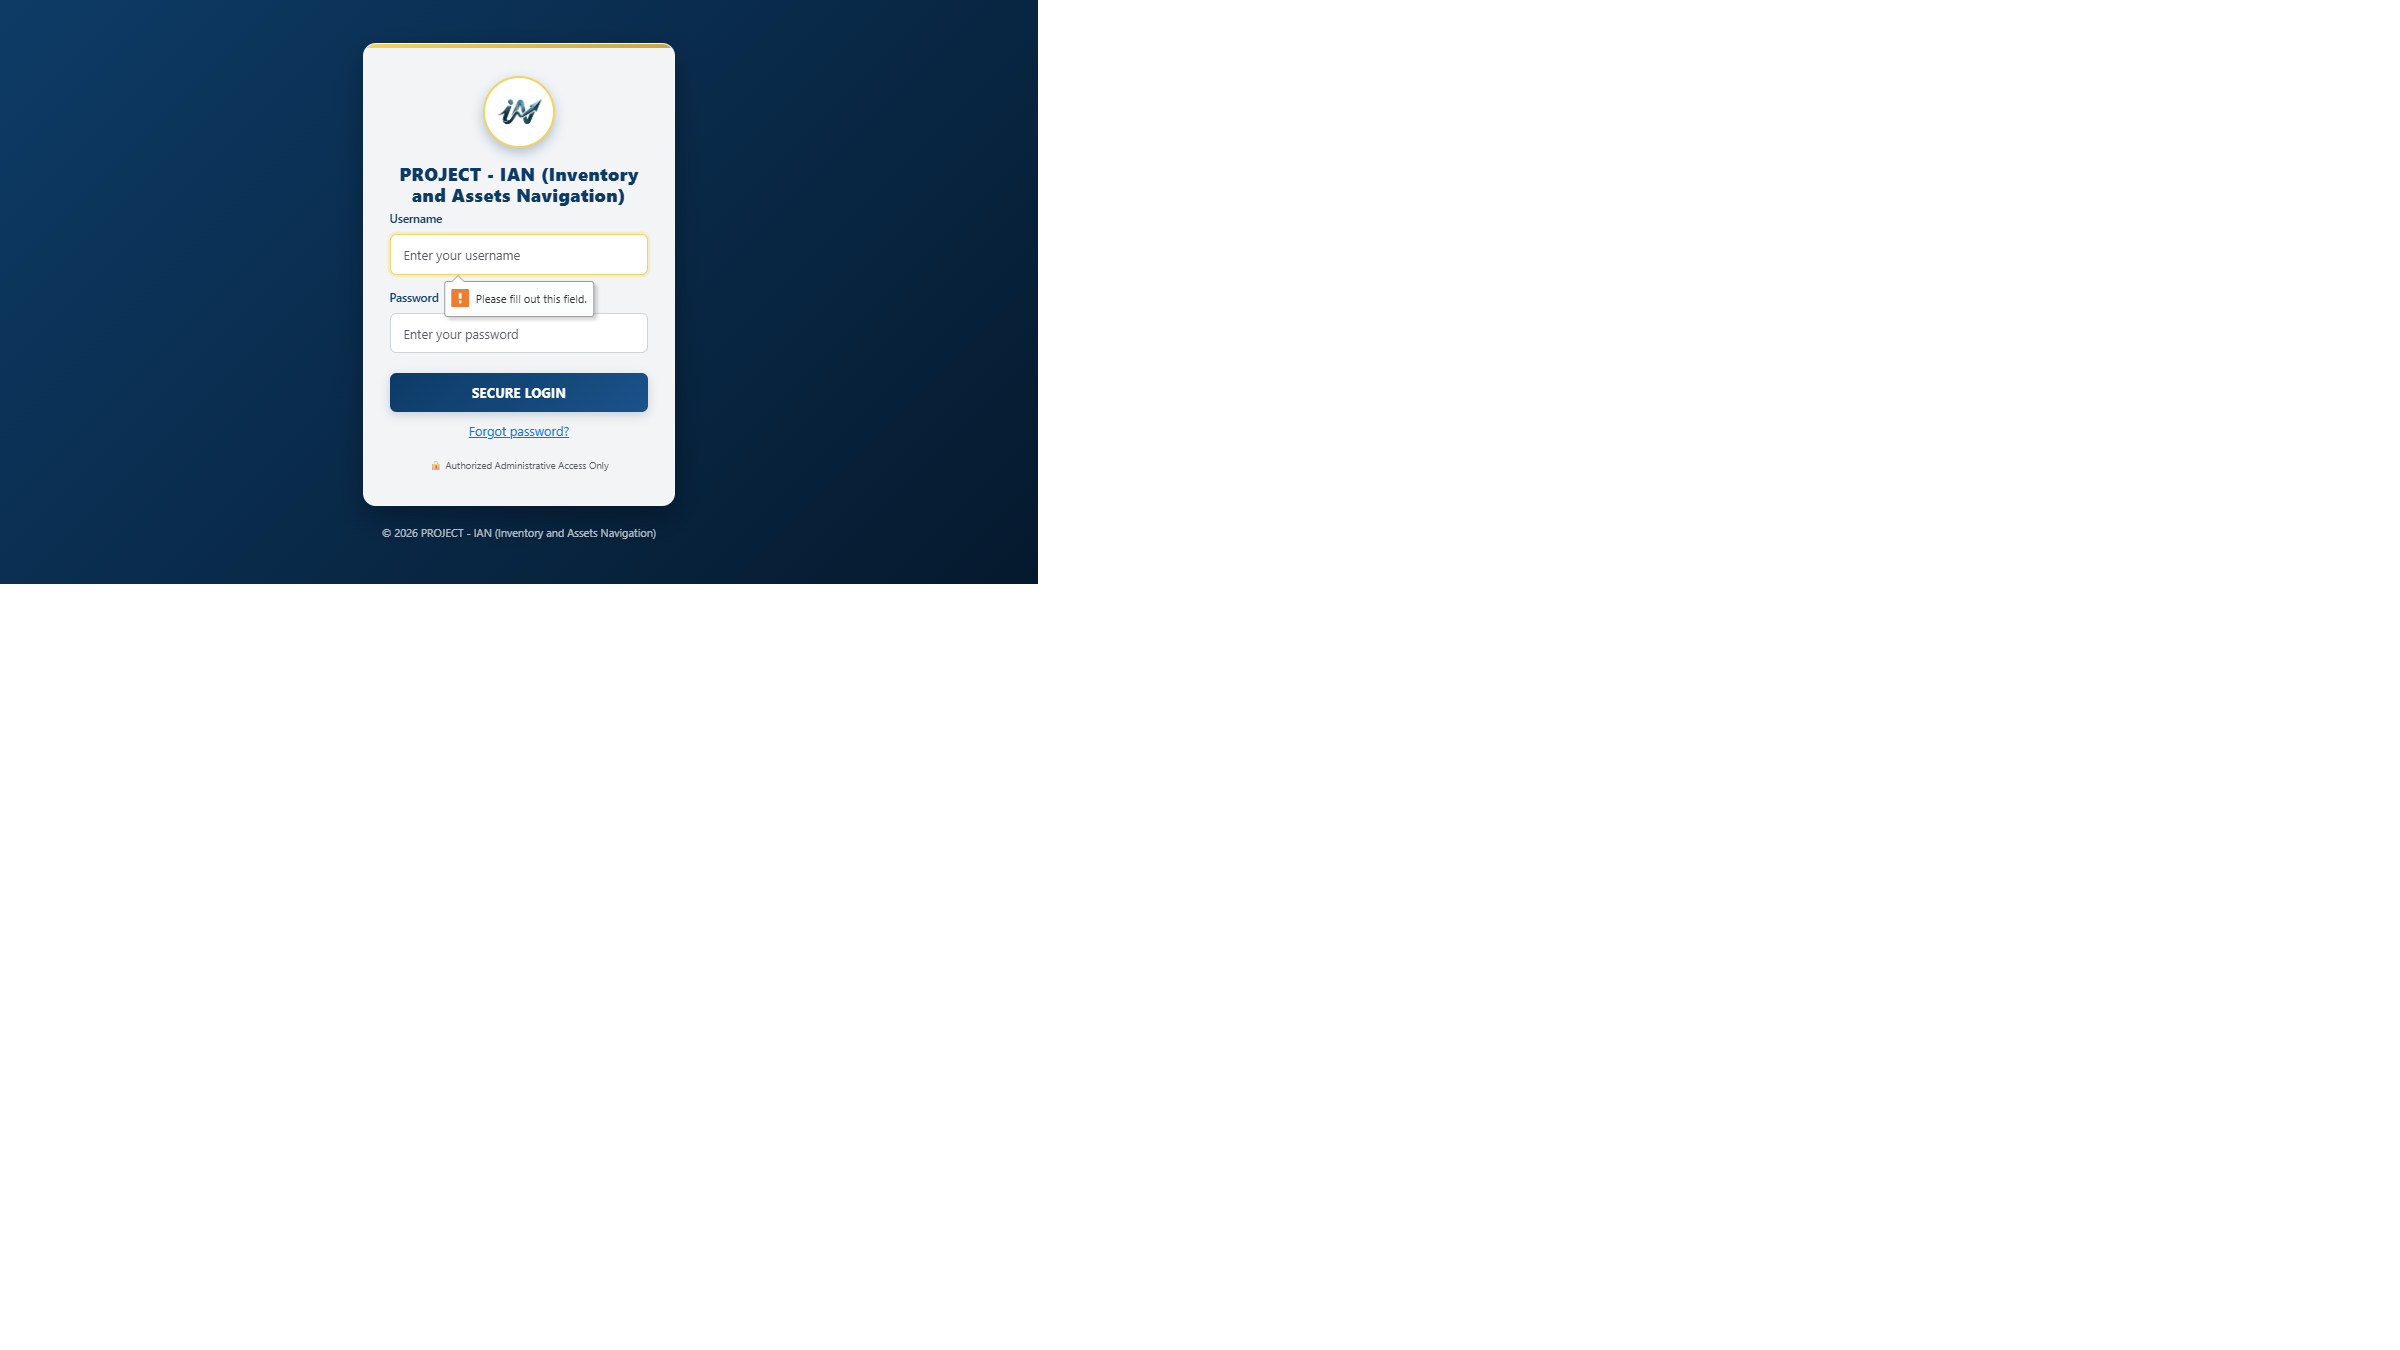 iAN
PROJECT - IAN (Inventory
and Assets Navigation)
Username
Enter your username
Password
Please fill out this field.
Enter your password
SECURE LOGIN
Forgot password?
Authorized Administrative Access Only
© 2026 PROJECT - IAN (Inventory and Assets Navigation)